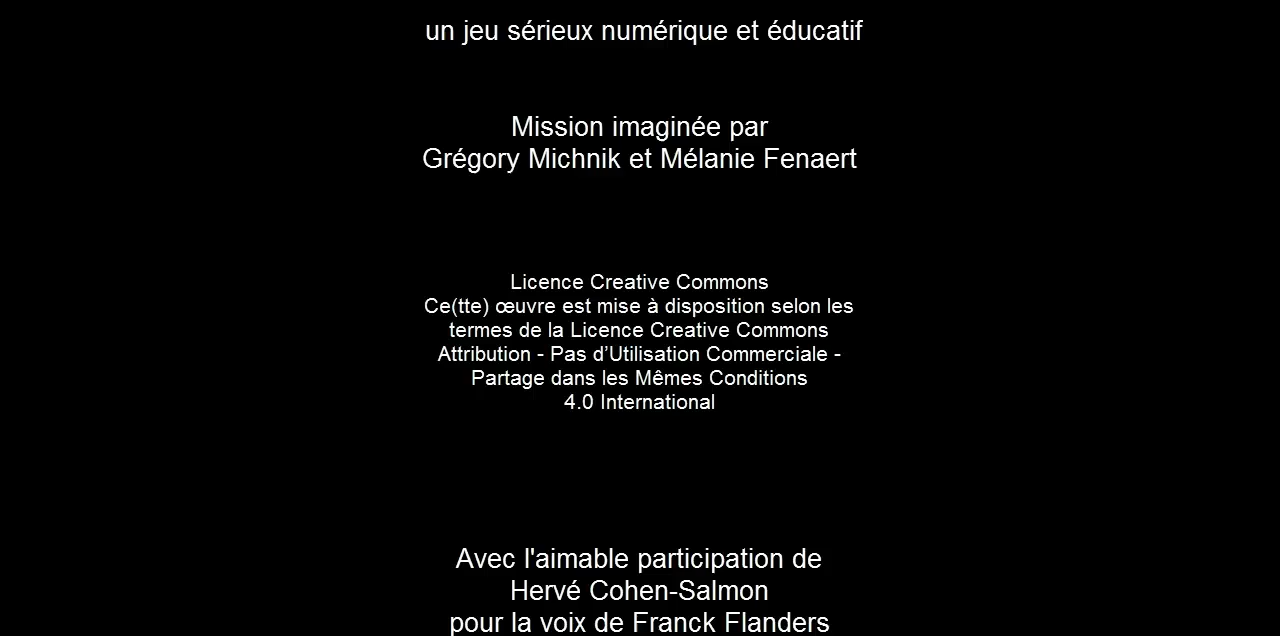 un jeu sérieux numérique et éducatif
Mission imaginée par
Grégory Michnik et Mélanie Fenaert
Licence Creative Commons
Ce(tte) œuvre est mise à disposition selon les
termes de la Licence Creative Commons
Attribution - Pas d’Utilisation Commerciale -
Partage dans les Mêmes Conditions
4.0 International
Avec l'aimable participation de
Hervé Cohen-Salmon
pour la voix de Franck Flanders